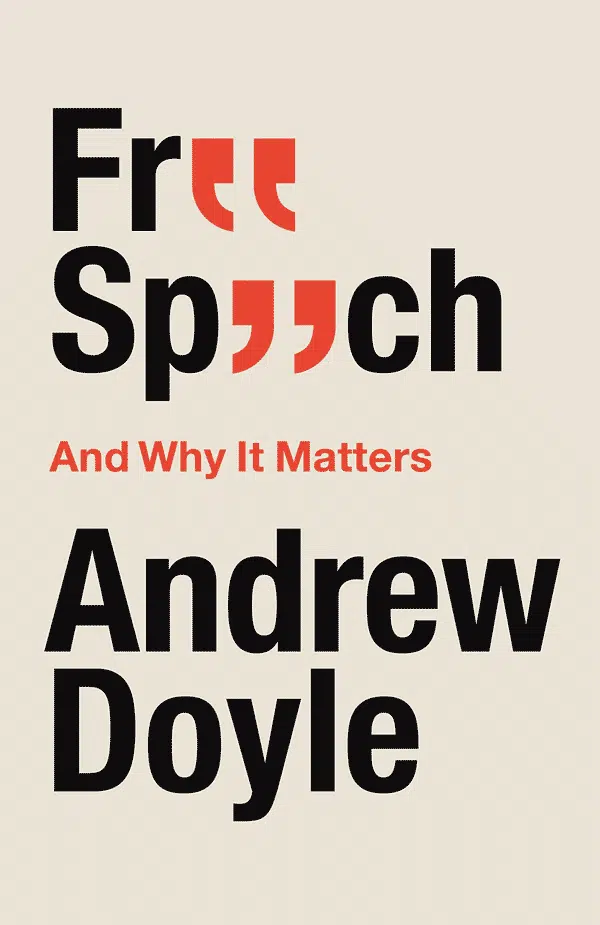 Fr‟‟
Sp””ch
And Why It Matters
Andrew
Doyle